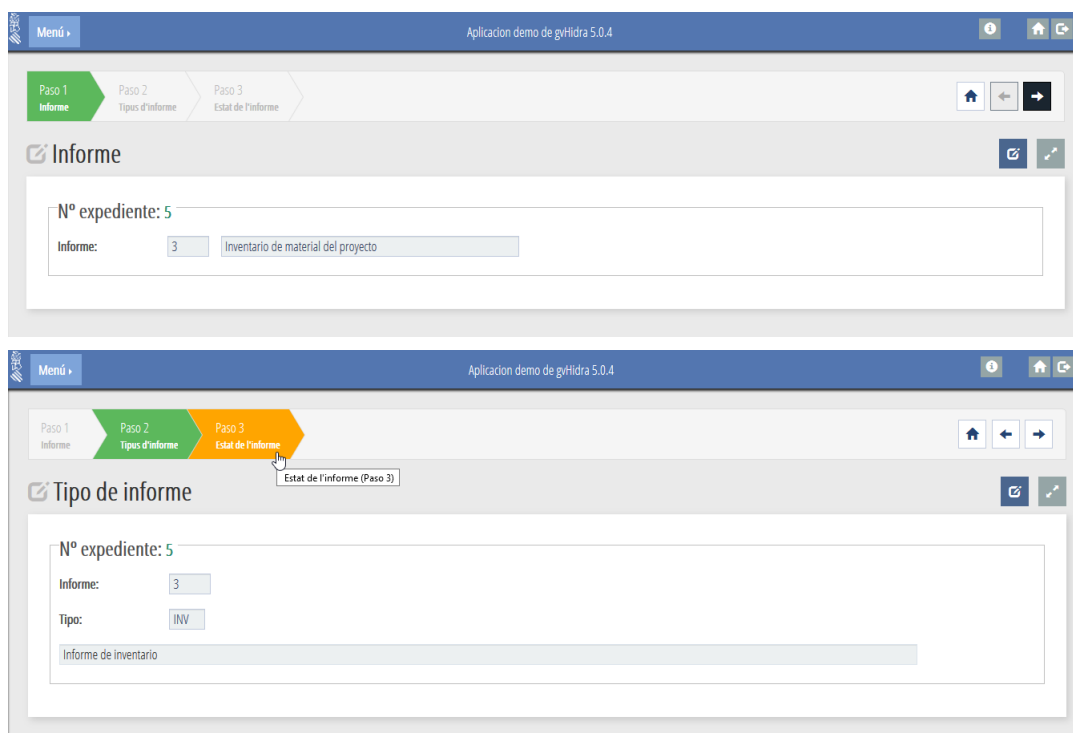 Menú
Aplicacion demo de gvHidra 5.0.4
Paso 1 Paso 2 Paso 3
Informe Tipus d'informe Estat de l'informe
Informe
Nº expediente: 5
Informe: 3 Inventario de material del proyecto
Menú
Aplicacion demo de gvHidra 5.0.4
Paso 1 Paso 2 Paso 3
Informe Tipus d'informe Estat de l'informe
Estat de l'informe (Paso 3)
Tipo de informe
Nº expediente: 5
Informe: 3
Tipo: INV
Informe de inventario